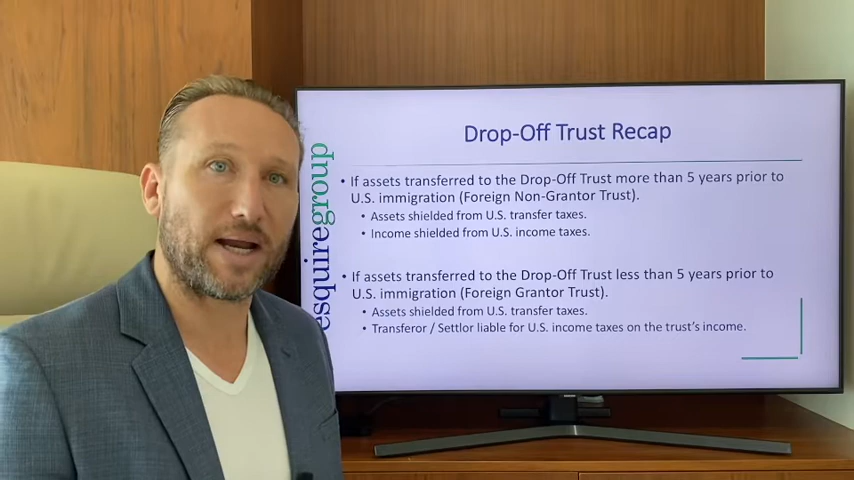 Drop-Off Trust Recap
• If assets transferred to the Drop-Off Trust more than 5 years prior to
U.S. immigration (Foreign Non-Grantor Trust).
• Assets shielded from U.S. transfer taxes.
• Income shielded from U.S. income taxes.
• If assets transferred to the Drop-Off Trust less than 5 years prior to
U.S. immigration (Foreign Grantor Trust).
• Assets shielded from U.S. transfer taxes.
• Transferor / Settlor liable for U.S. income taxes on the trust's income.
esquiregroup